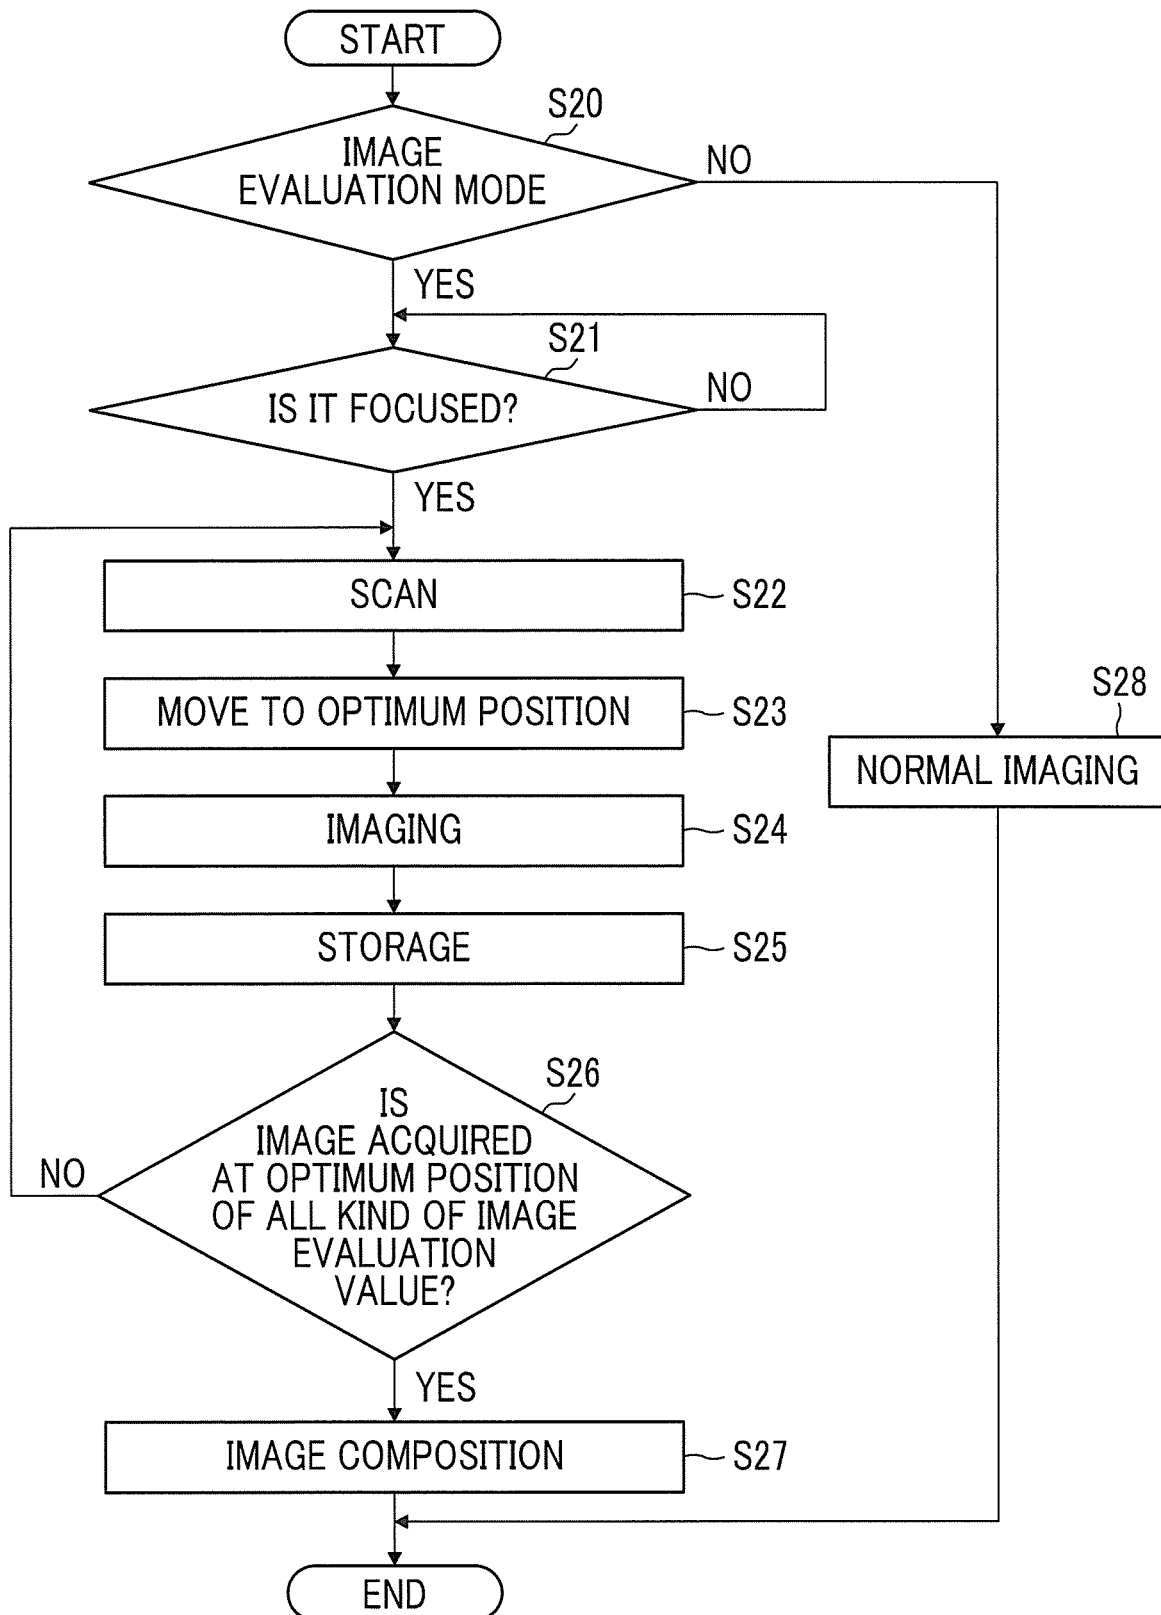 START
S20
IMAGE
EVALUATION MODE
NO
YES
S21
IS IT FOCUSED?
NO
YES
SCAN
S22
MOVE TO OPTIMUM POSITION
S23
S28
NORMAL IMAGING
IMAGING
S24
STORAGE
S25
S26
IS
IMAGE ACQUIRED
AT OPTIMUM POSITION
OF ALL KIND OF IMAGE
EVALUATION
VALUE?
NO
YES
IMAGE COMPOSITION
S27
END